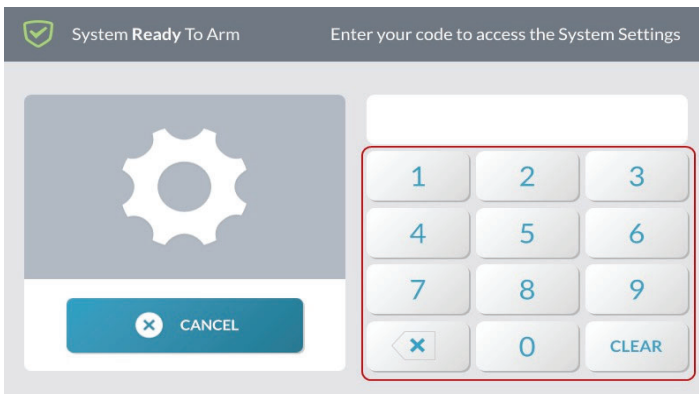 System Ready To Arm
Enter your code to access the System Settings
1 2 3
4 5 6
7 8 9
CANCEL
0 CLEAR